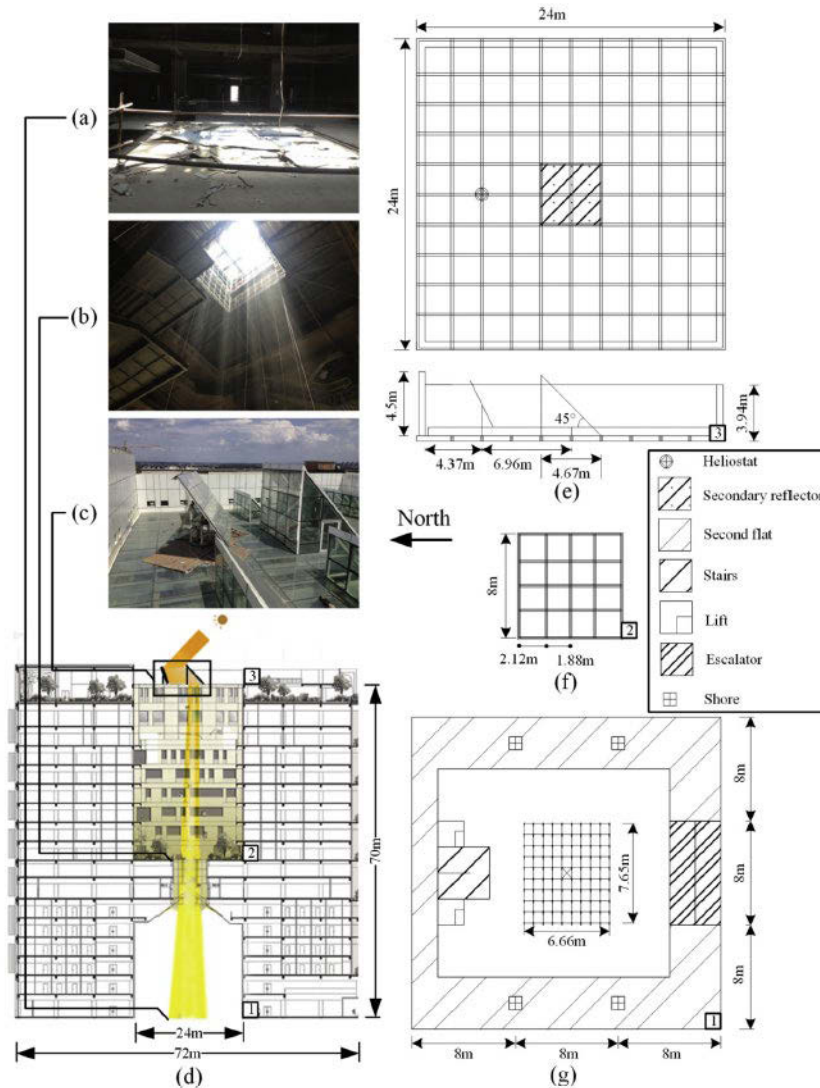 (a)
(b)
(c)
24m
24m
4.5m
45°
3.94m
3
4.37m
6.96m
4.67m
(e)
North
8m
2
2.12m
1.88m
(f)
Heliostat
Secondary reflector
Second flat
Stairs
Lift
Escalator
Shore
3
2
1
70m
24m
72m
(d)
7.65m
6.66m
8m
8m
8m
1
8m
8m
8m
(g)